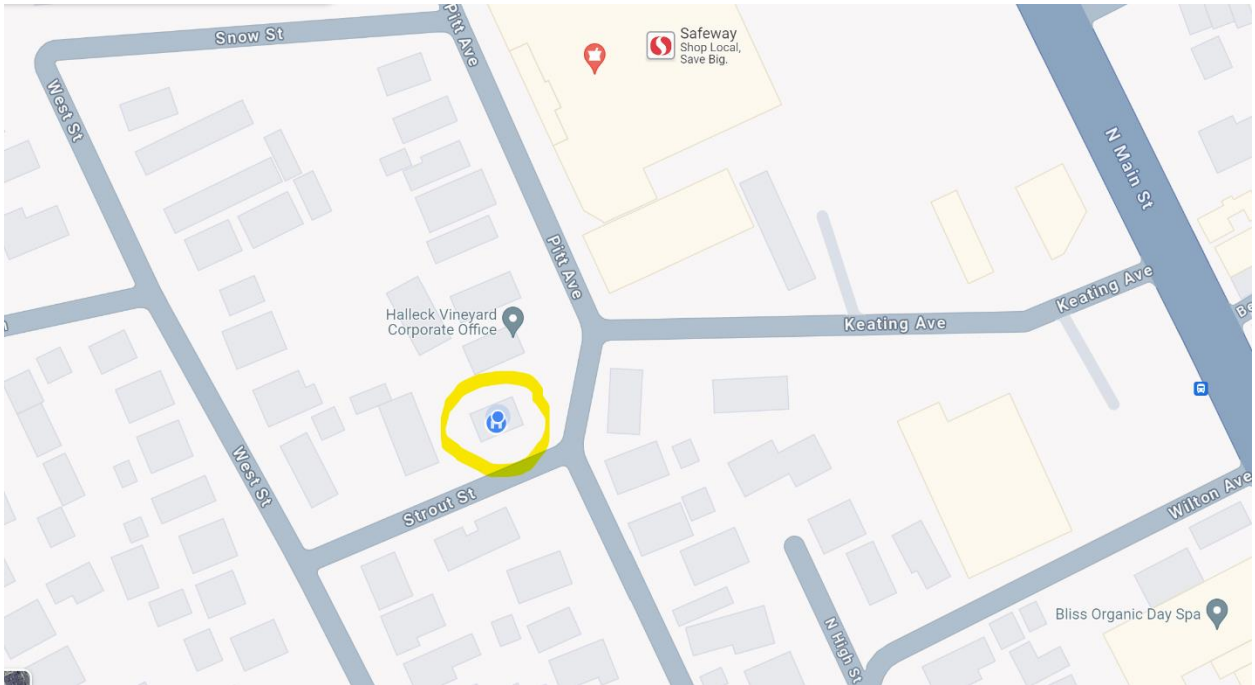 Snow St
Pitt Ave
Safeway
Shop Local,
Save Big.
West St
N Main St
Pitt Ave
Halleck Vineyard
Corporate Office
Keating Ave
Keating Ave
West St
Strout St
Wilton Ave
N High St
Bliss Organic Day Spa